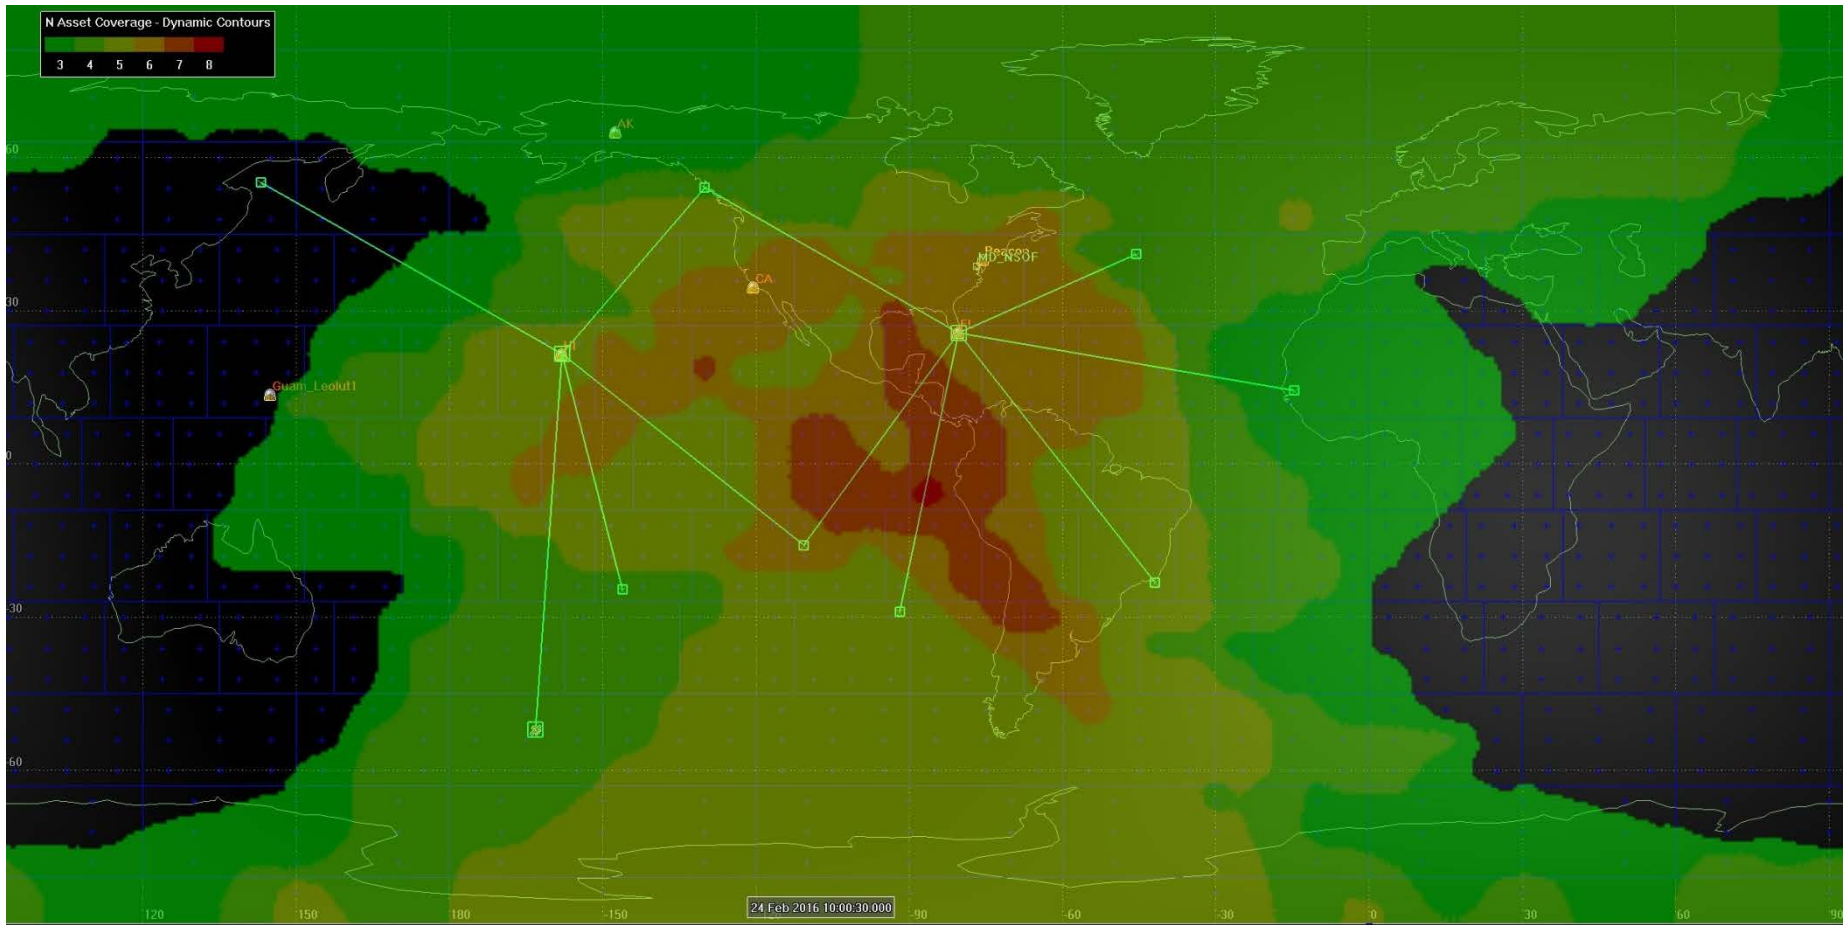 N Asset Coverage - Dynamic Contours
3 4 5 6 7 8
AK
60
Beacon
MD_NSOF
CA
30
FL
HI
Guam_Leolut1
0
-30
-60
24 Feb 2016 10:00:30.000
120 150 180 -150 -120 -90 -60 -30 0 30 60 90